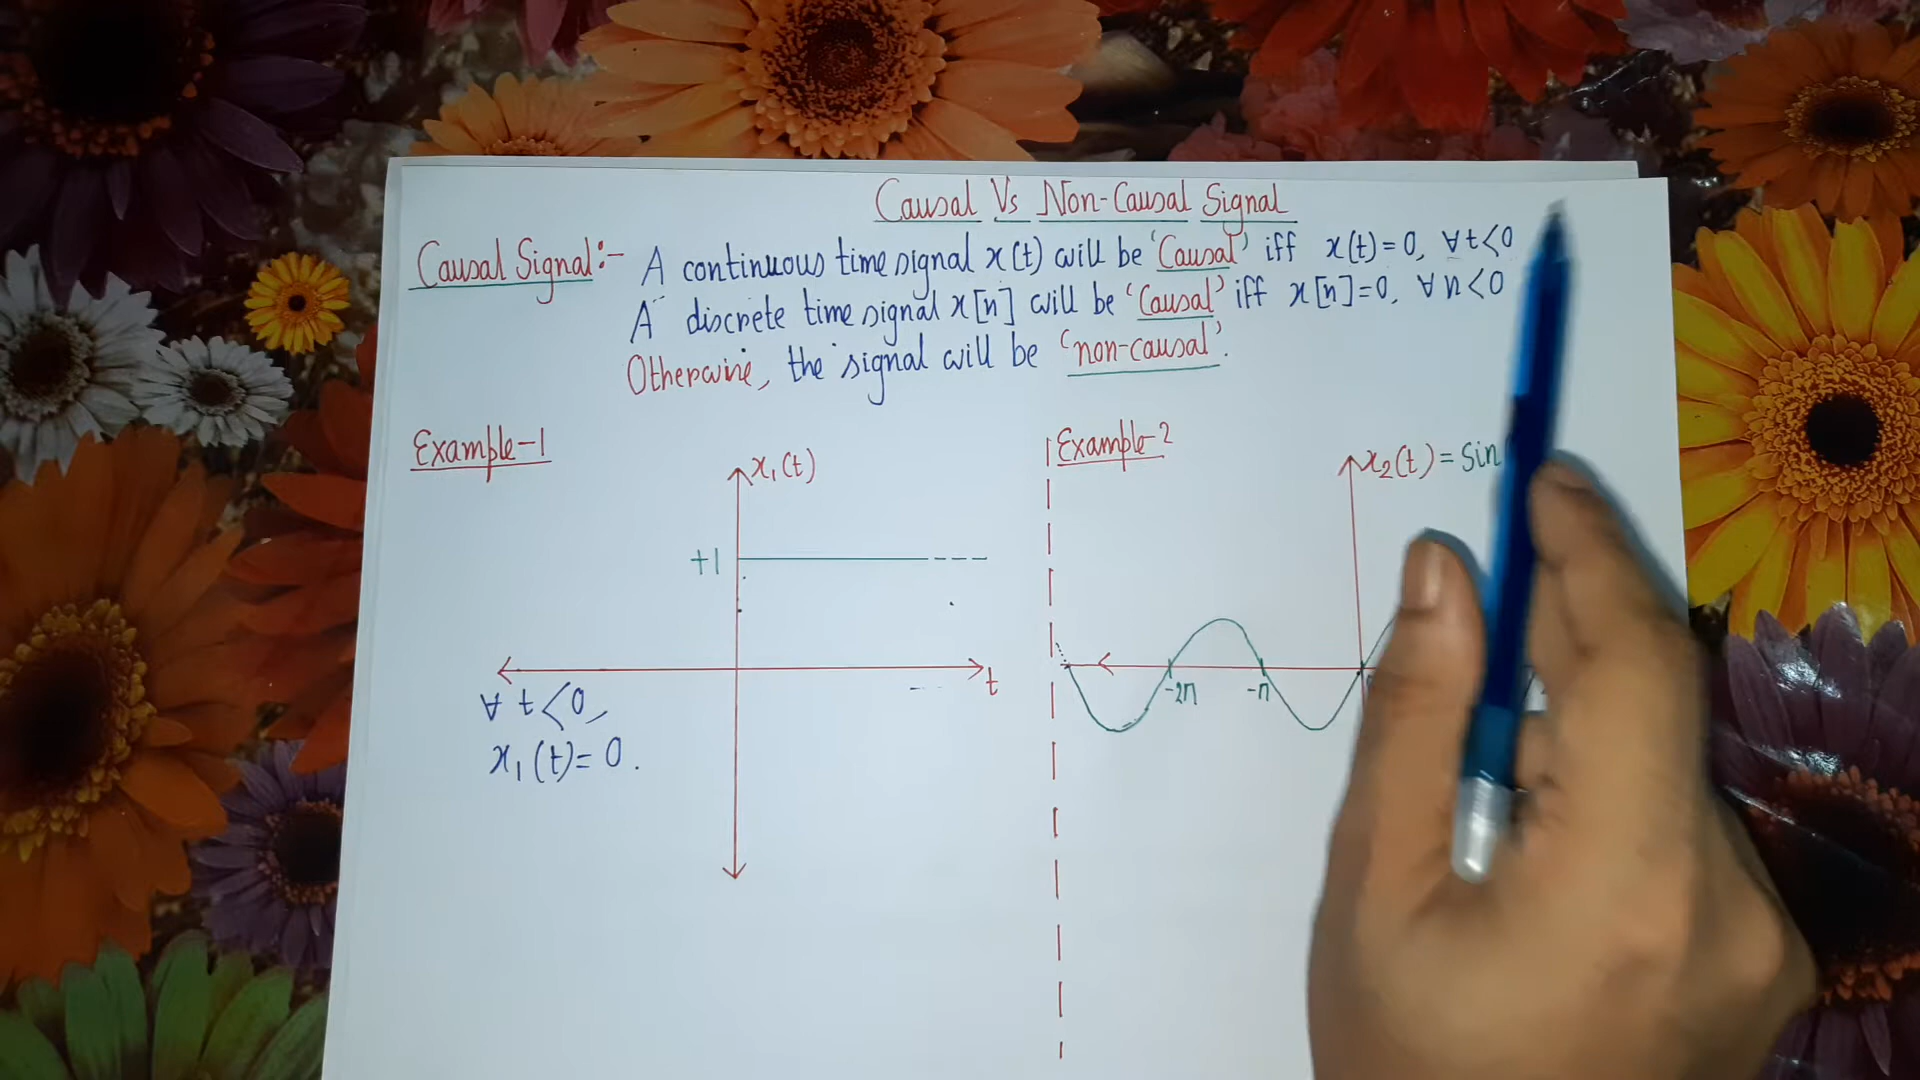 Causal Vs Non-Causal Signal
Causal Signal:- A continuous time signal x(t) will be 'Causal' iff x(t)=0, ∀t<0
A discrete time signal x[n] will be 'Causal' iff x[n]=0, ∀n<0
Otherwise, the signal will be 'non-causal'.
Example-1
x₁(t)
+1
t
∀ t<0,
x₁(t)=0.
Example-2
x₂(t)=sin
-2π
-π